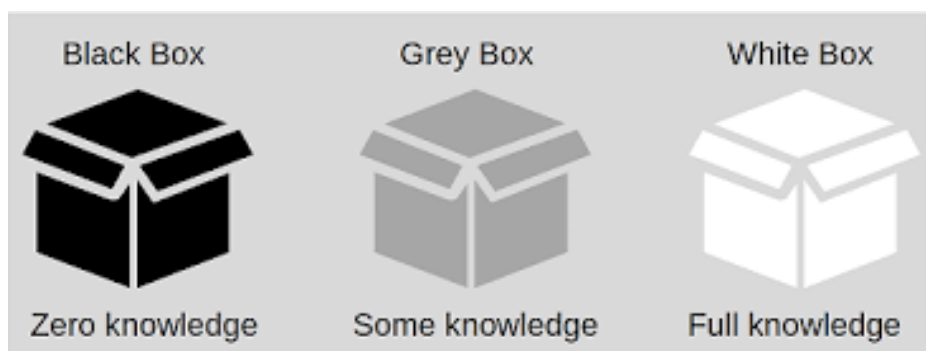 Black Box
Grey Box
White Box
Zero knowledge
Some knowledge
Full knowledge